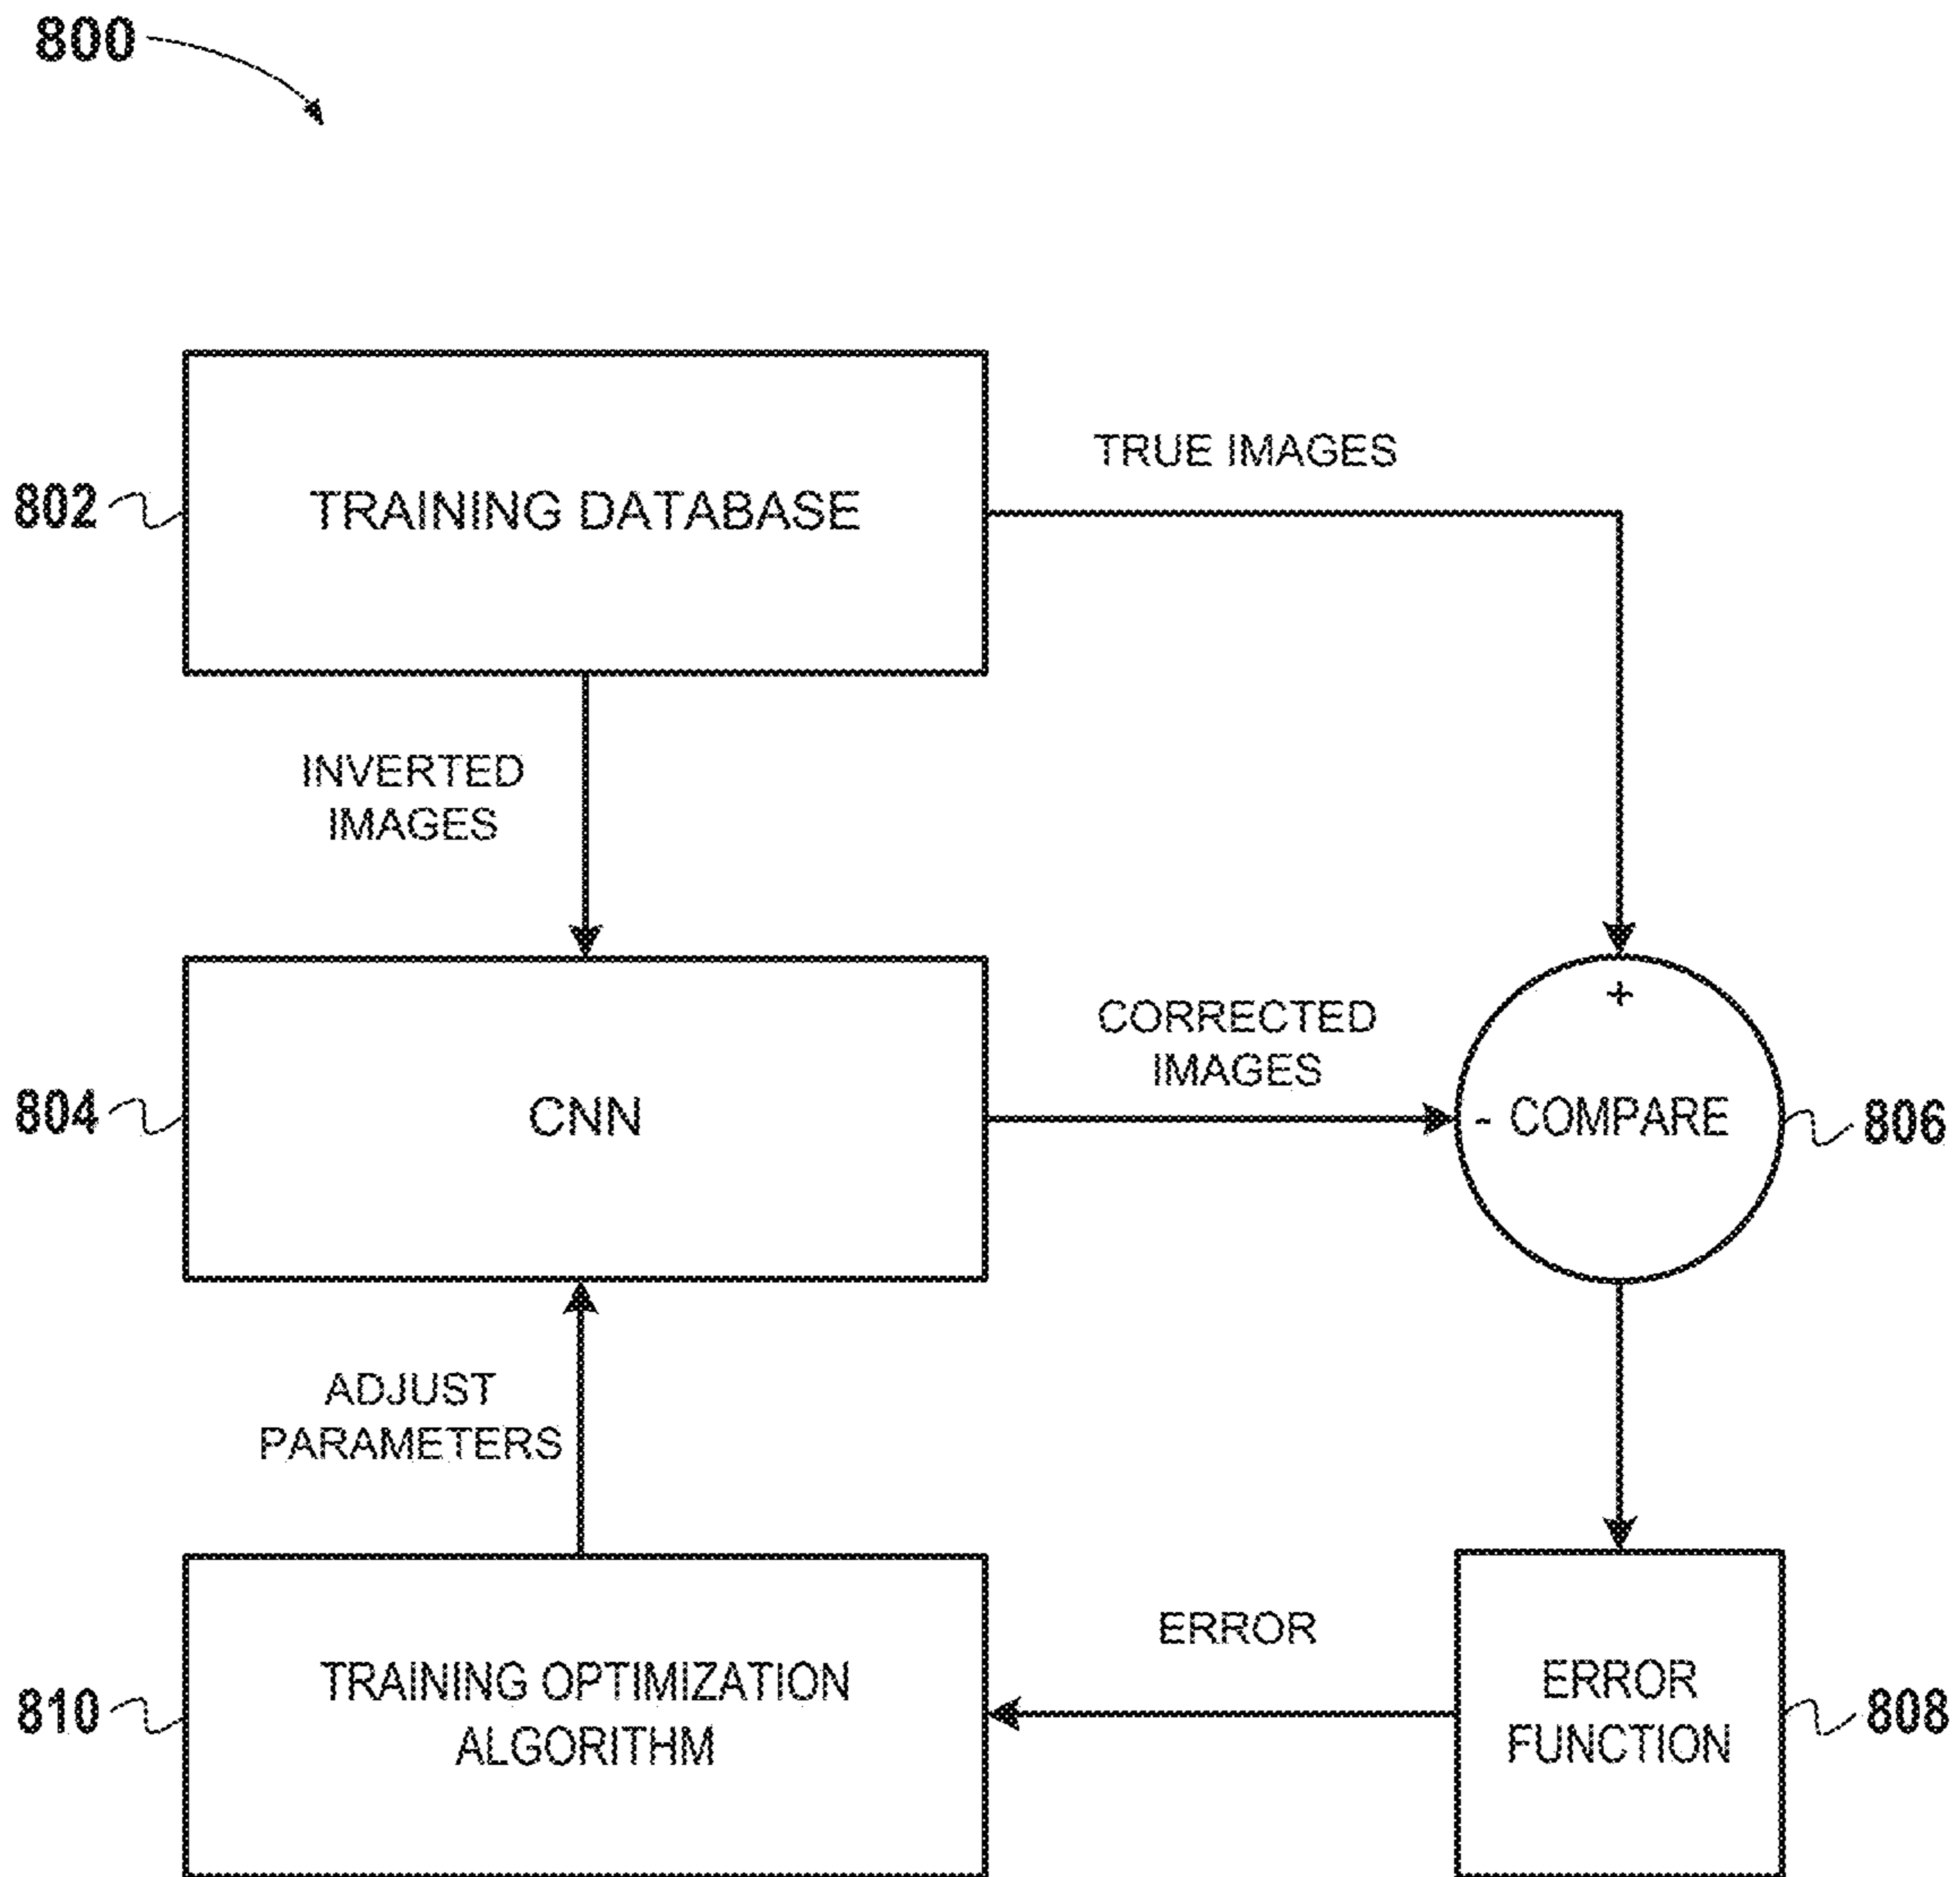 800
802
TRAINING DATABASE
TRUE IMAGES
INVERTED
IMAGES
+
804
CNN
CORRECTED
IMAGES
- COMPARE
806
ADJUST
PARAMETERS
810
TRAINING OPTIMIZATION
ALGORITHM
ERROR
ERROR
FUNCTION
808